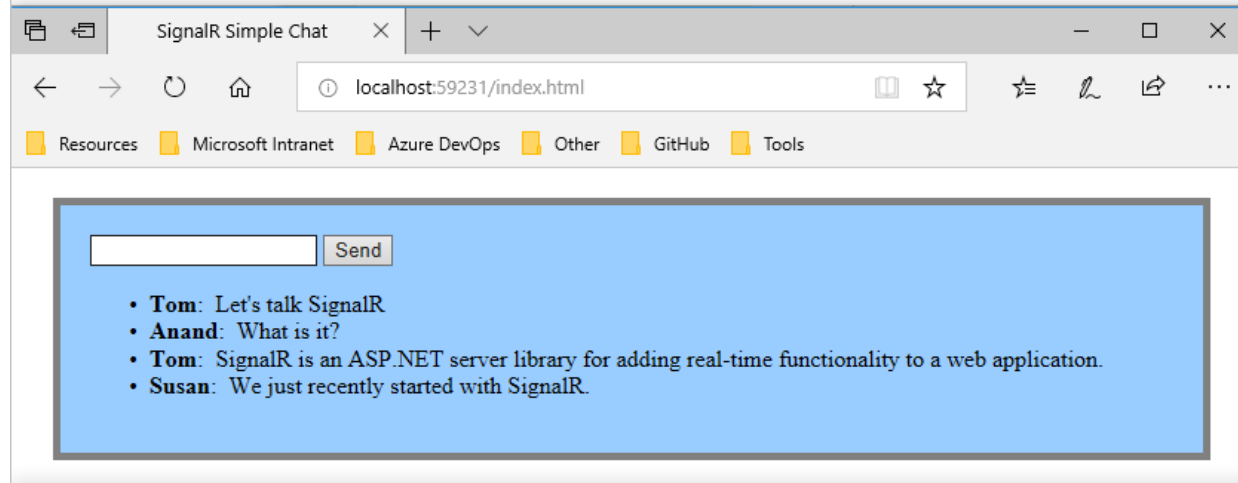 SignalR Simple Chat
localhost:59231/index.html
Resources Microsoft Intranet Azure DevOps Other GitHub Tools
Send
• Tom: Let's talk SignalR
• Anand: What is it?
• Tom: SignalR is an ASP.NET server library for adding real-time functionality to a web application.
• Susan: We just recently started with SignalR.